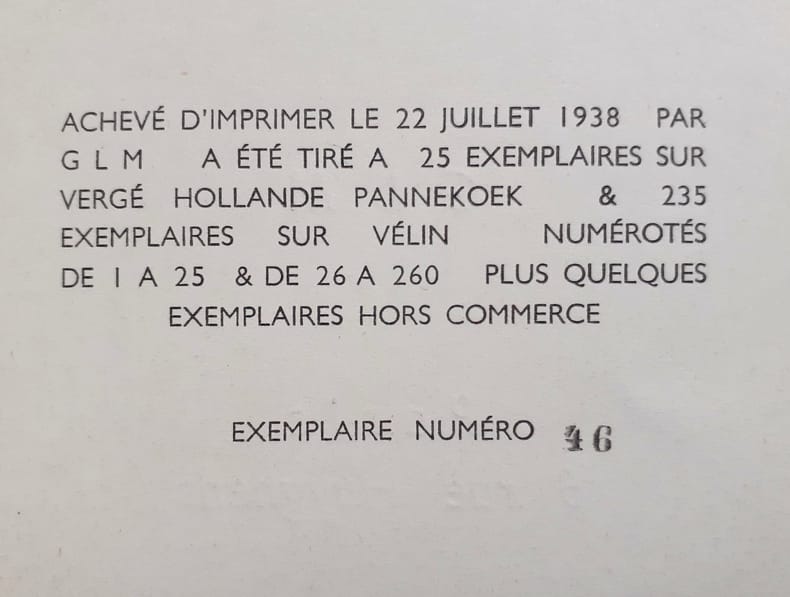 ACHEVÉ D'IMPRIMER LE 22 JUILLET 1938 PAR
G L M A ÉTÉ TIRÉ A 25 EXEMPLAIRES SUR
VERGÉ HOLLANDE PANNEKOEK & 235
EXEMPLAIRES SUR VÉLIN NUMÉROTÉS
DE I A 25 & DE 26 A 260 PLUS QUELQUES
EXEMPLAIRES HORS COMMERCE
EXEMPLAIRE NUMÉRO 46